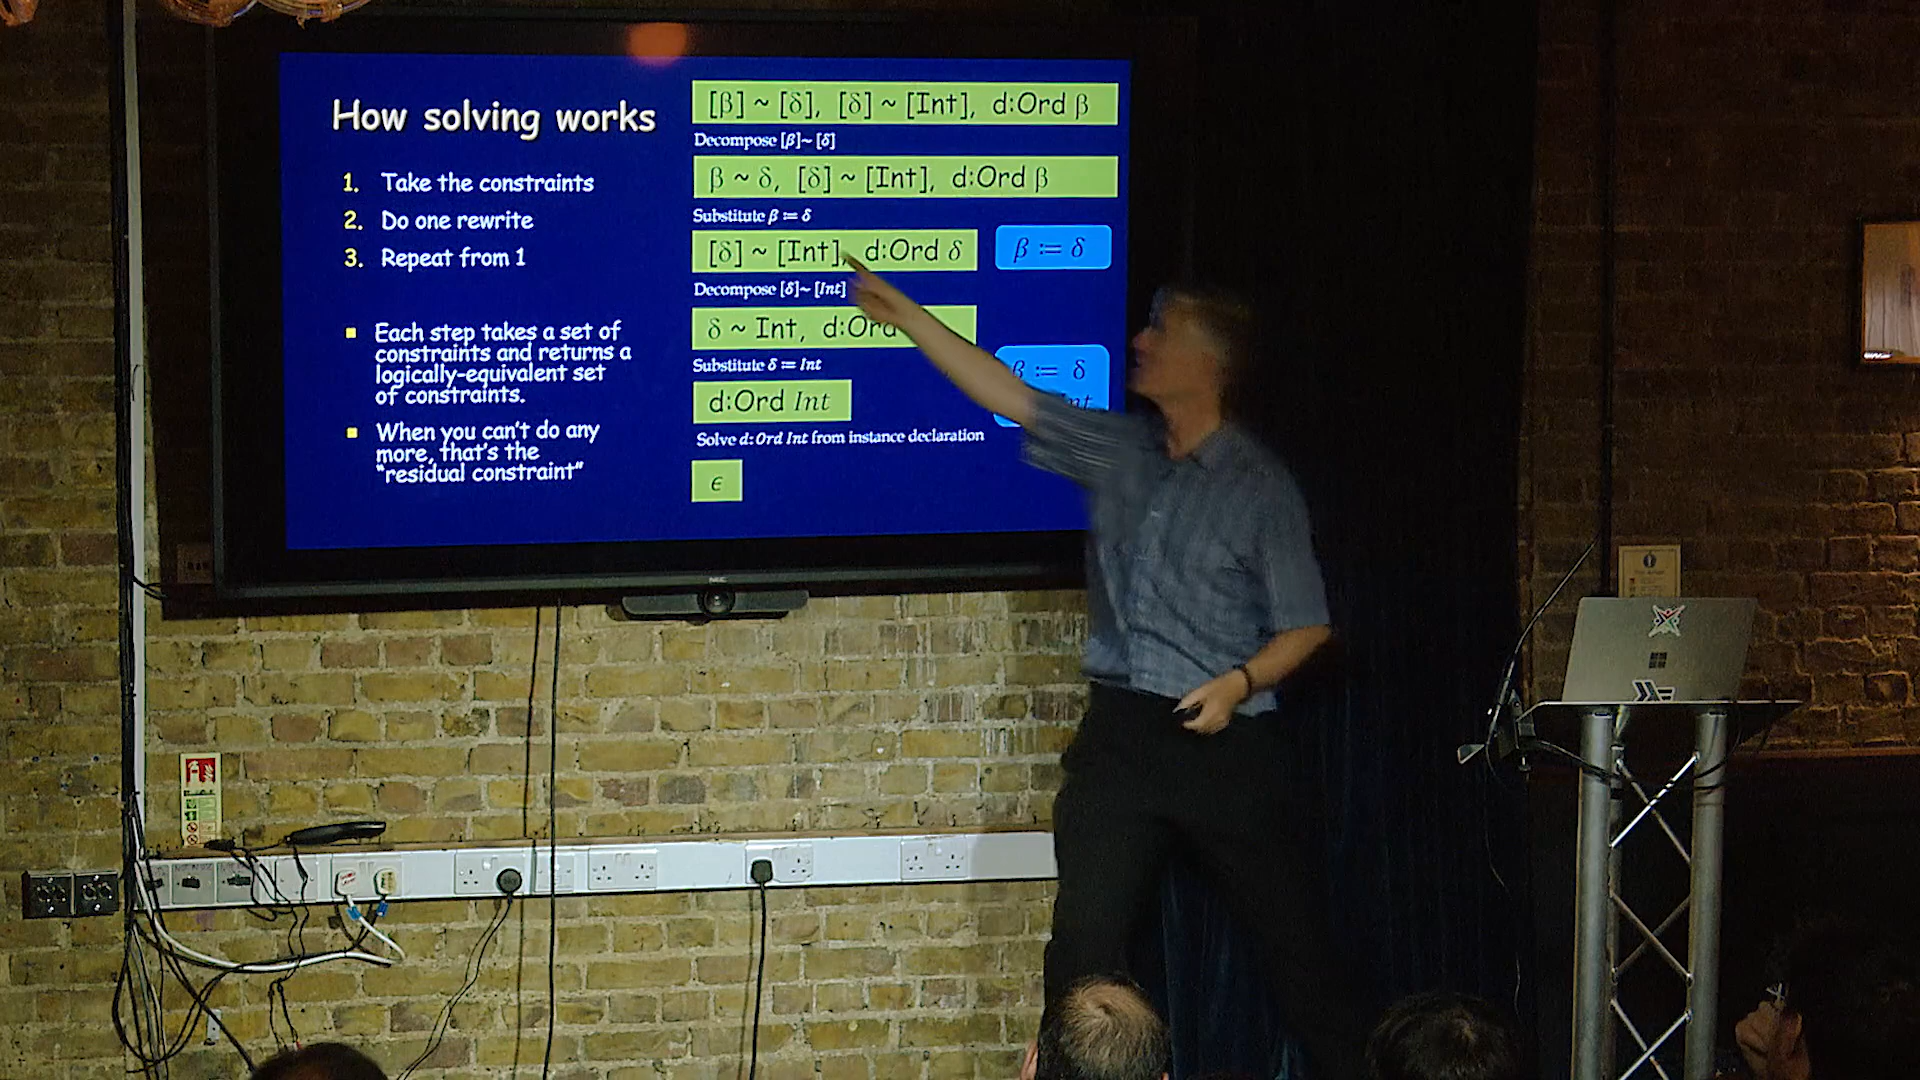 How solving works
1. Take the constraints
2. Do one rewrite
3. Repeat from 1
Each step takes a set of
constraints and returns a
logically-equivalent set
of constraints.
When you can't do any
more, that's the
"residual constraint"
[β] ~ [δ], [δ] ~ [Int], d:Ord β
Decompose [β]~ [δ]
β ~ δ, [δ] ~ [Int], d:Ord β
Substitute β ≔ δ
[δ] ~ [Int], d:Ord δ
β ≔ δ
Decompose [δ]~ [Int]
δ ~ Int, d:Ord
Substitute δ ≔ Int
β ≔ δ
Int
d:Ord Int
Solve d: Ord Int from instance declaration
ϵ
NEC